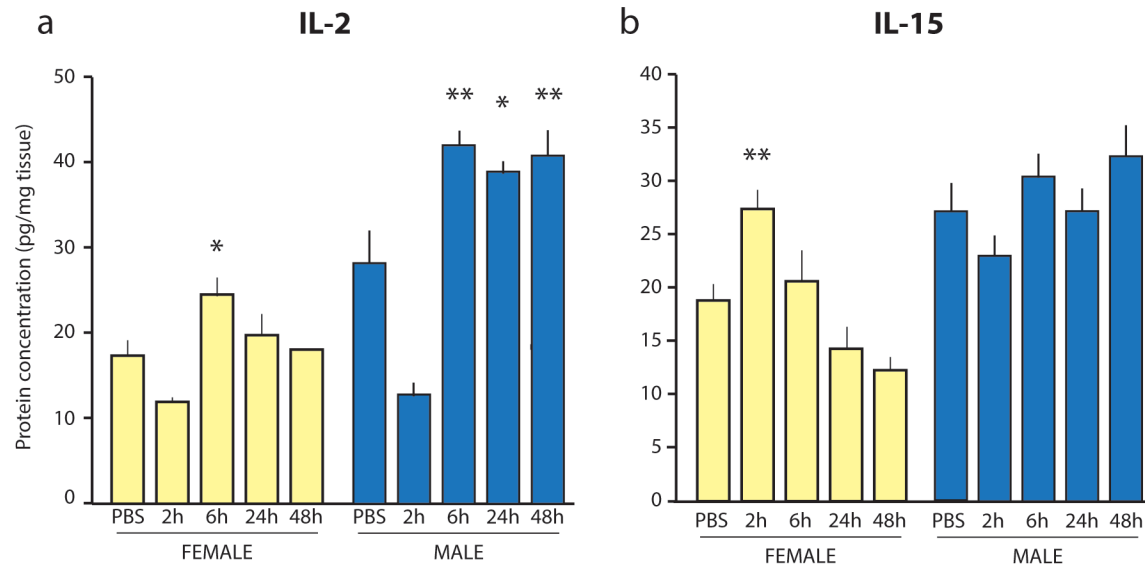 a IL-2
Protein concentration (pg/mg tissue)
50
40
30
20
10
0
*
**
*
**
PBS 2h 6h 24h 48h PBS 2h 6h 24h 48h
FEMALE MALE
b IL-15
40
35
30
25
20
15
10
5
0
**
PBS 2h 6h 24h 48h PBS 2h 6h 24h 48h
FEMALE MALE